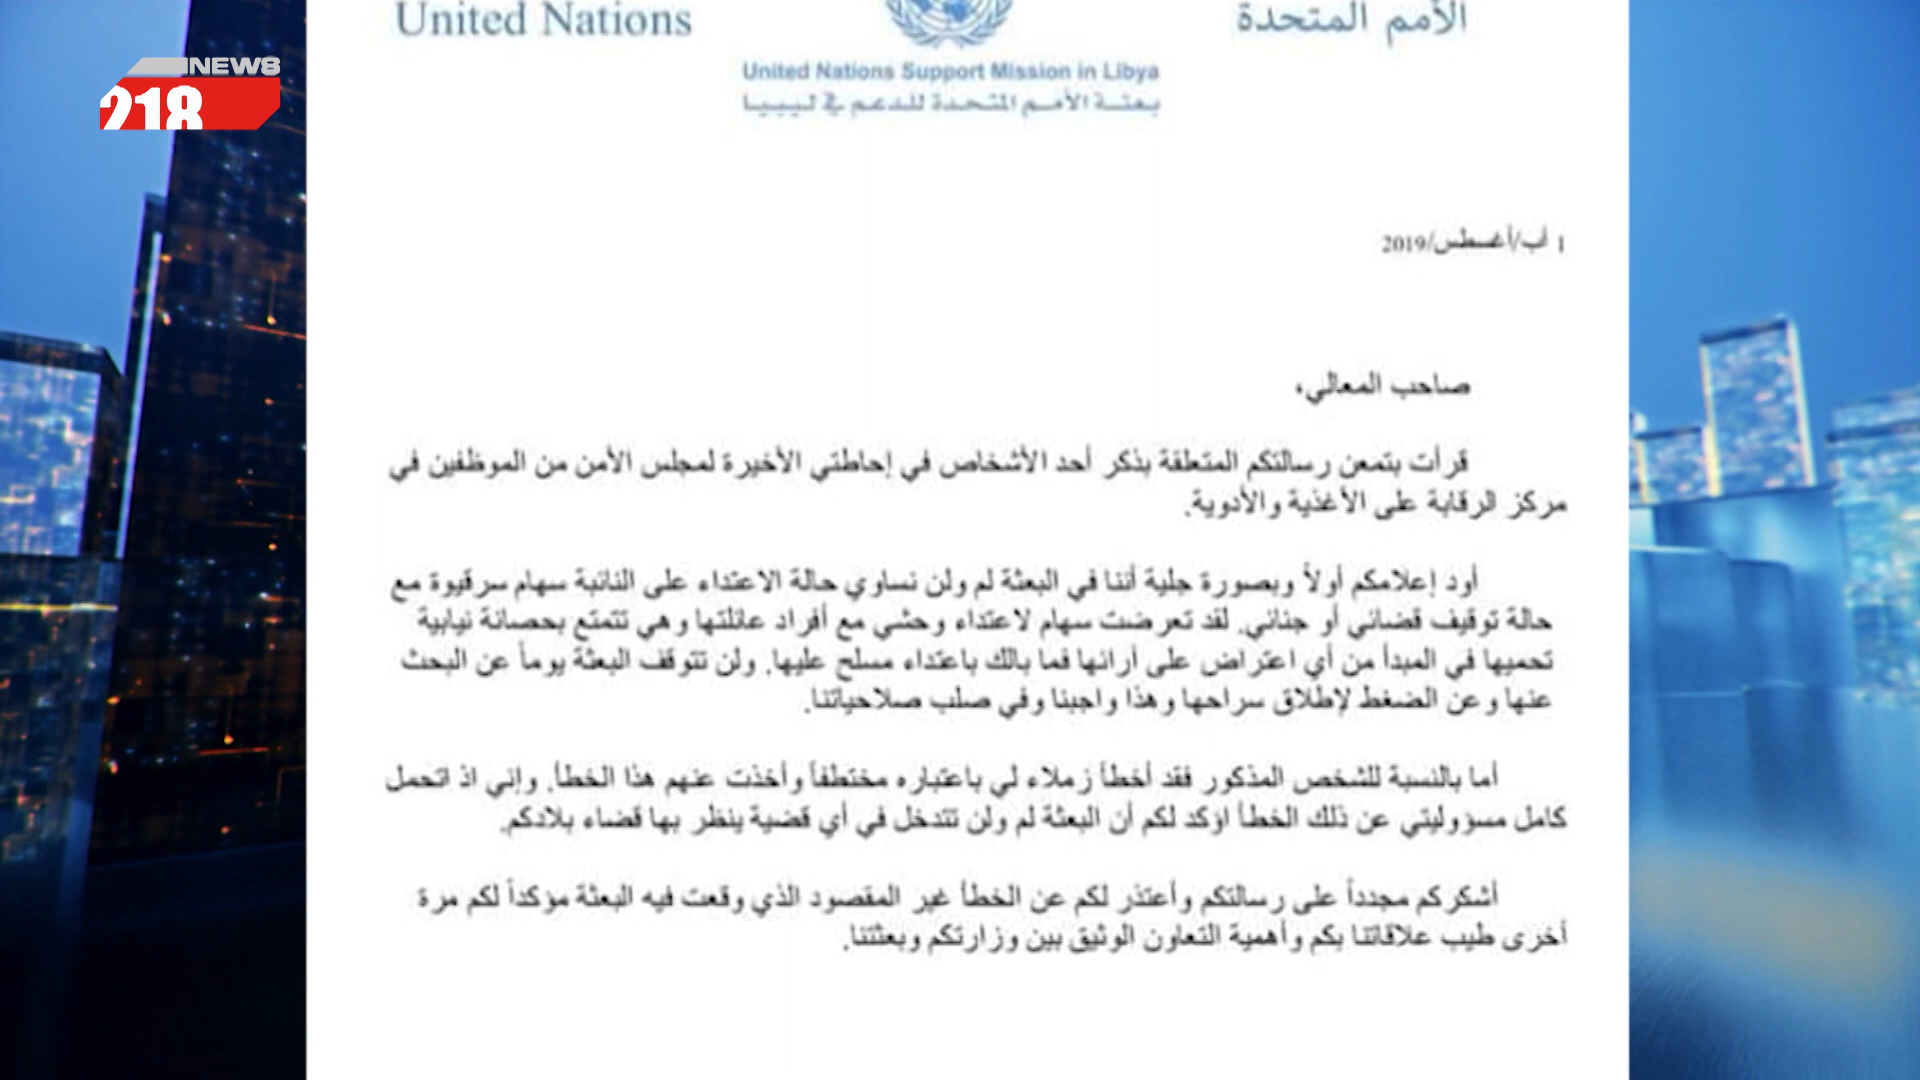 United Nations
الأمم المتحدة
NEWS
218
United Nations Support Mission in Libya
بعثة الأمم المتحدة للدعم في ليبيا
1 آب/أغسطس/2019
صاحب المعالي،
قرأت بتمعن رسالتكم المتعلقة بذكر أحد الأشخاص في إحاطتي الأخيرة لمجلس الأمن من الموظفين في
مركز الرقابة على الأغذية والأدوية.
أود إعلامكم أولاً وبصورة جلية أننا في البعثة لم ولن نساوي حالة الاعتداء على النائبة سهام سرقيوة مع
حالة توقيف قضائي أو جنائي. لقد تعرضت سهام لاعتداء وحشي مع أفراد عائلتها وهي تتمتع بحصانة نيابية
تحميها في المبدأ من أي اعتراض على أرائها فما بالك باعتداء مسلح عليها. ولن تتوقف البعثة يوماً عن البحث
عنها وعن الضغط لإطلاق سراحها وهذا واجبنا وفي صلب صلاحياتنا.
أما بالنسبة للشخص المذكور فقد أخطأ زملاء لي باعتباره مختطفاً وأخذت عنهم هذا الخطأ. وإني اذ اتحمل
كامل مسؤوليتي عن ذلك الخطأ اؤكد لكم أن البعثة لم ولن تتدخل في أي قضية ينظر بها قضاء بلادكم.
أشكركم مجدداً على رسالتكم وأعتذر لكم عن الخطأ غير المقصود الذي وقعت فيه البعثة مؤكداً لكم مرة
أخرى طيب علاقاتنا بكم وأهمية التعاون الوثيق بين وزارتكم وبعثتنا.